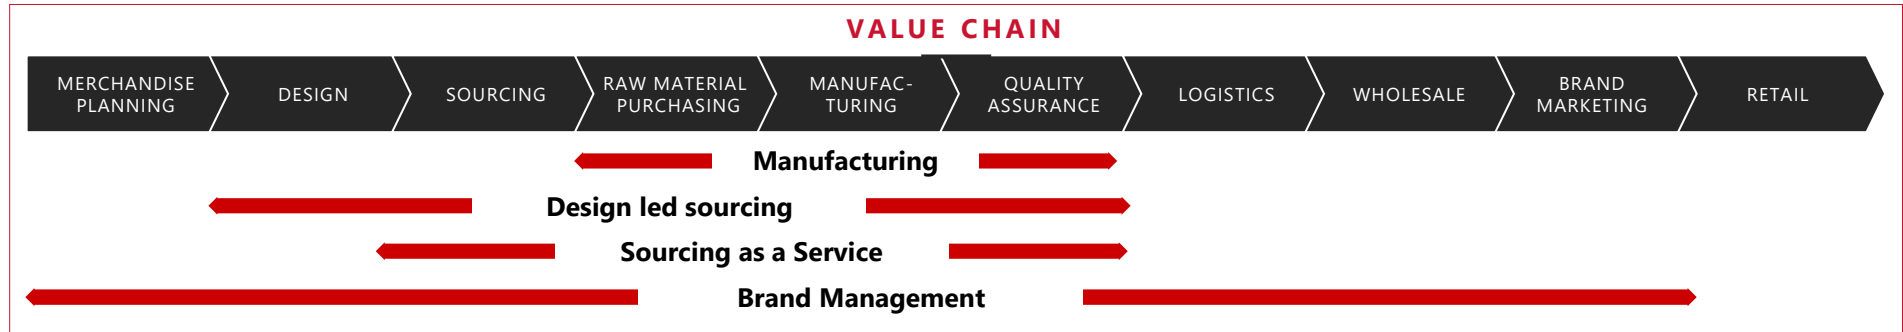 VALUE CHAIN
MERCHANDISE
PLANNING
DESIGN
SOURCING
RAW MATERIAL
PURCHASING
MANUFAC-
TURING
QUALITY
ASSURANCE
LOGISTICS
WHOLESALE
BRAND
MARKETING
RETAIL
Manufacturing
Design led sourcing
Sourcing as a Service
Brand Management